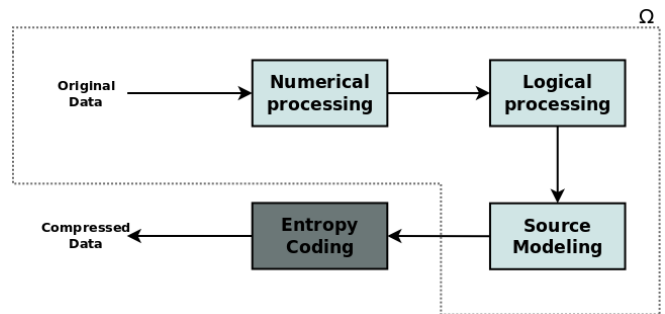 Ω
Original
Data
Numerical
processing
Logical
processing
Compressed
Data
Entropy
Coding
Source
Modeling